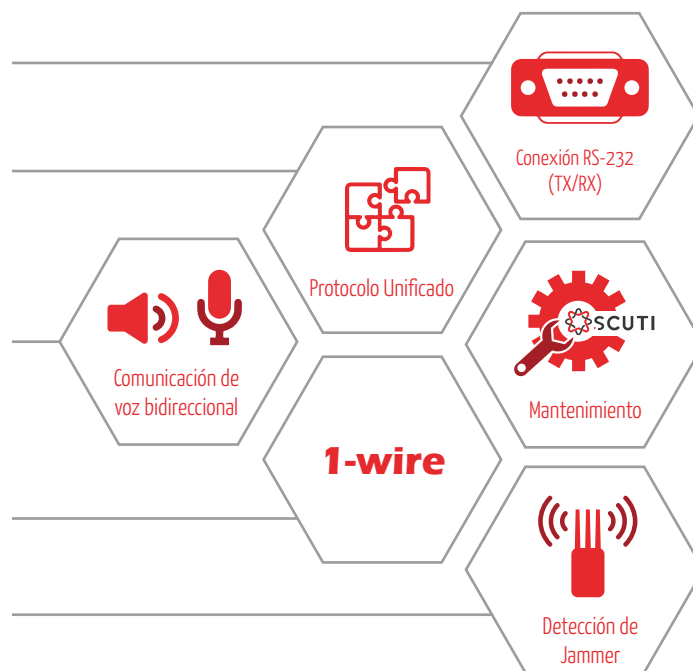 Conexión RS-232
(TX/RX)
Protocolo Unificado
SCUTI
Comunicación de
voz bidireccional
Mantenimiento
1-wire
Detección de
Jammer